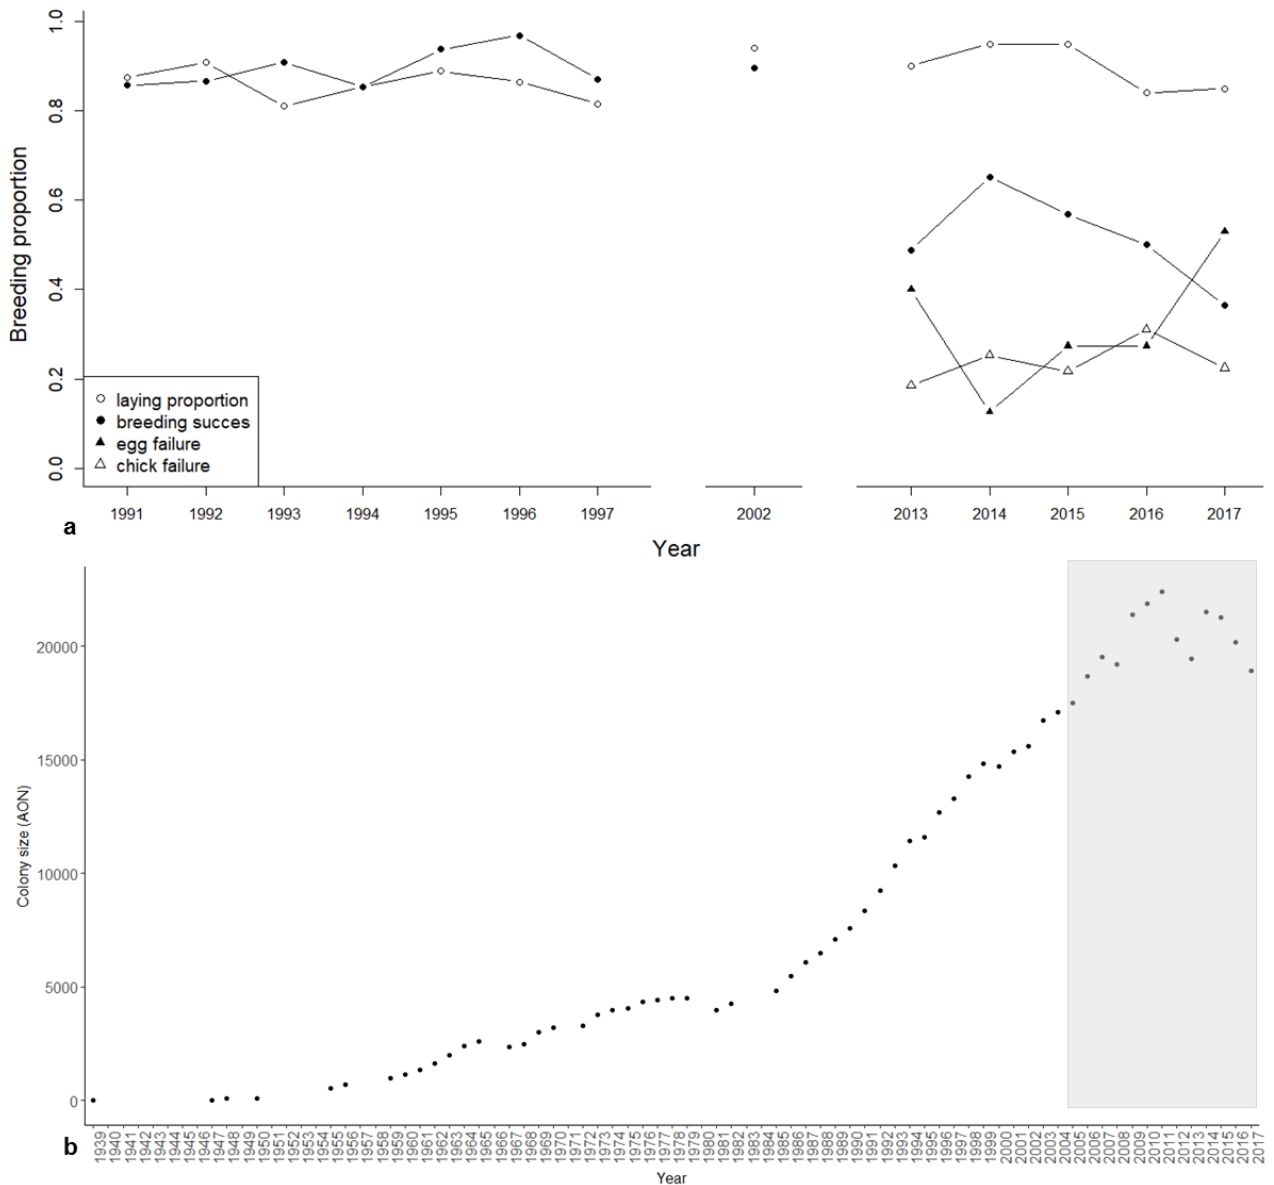 1.0
0.8
0.6
0.4
0.2
0.0
Breeding proportion
laying proportion
breeding succes
egg failure
chick failure
1991 1992 1993 1994 1995 1996 1997 2002 2013 2014 2015 2016 2017
a
Year
20000
15000
10000
5000
0
Colony size (AON)
1939 1940 1941 1942 1943 1944 1945 1946 1947 1948 1949 1950 1951 1952 1953 1954 1955 1956 1957 1958 1959 1960 1961 1962 1963 1964 1965 1966 1967 1968 1969 1970 1971 1972 1973 1974 1975 1976 1977 1978 1979 1980 1981 1982 1983 1984 1985 1986 1987 1988 1989 1990 1991 1992 1993 1994 1995 1996 1997 1999 2000 2001 2002 2003 2004 2005 2006 2007 2008 2009 2010 2011 2012 2013 2014 2015 2016 2017
b
Year